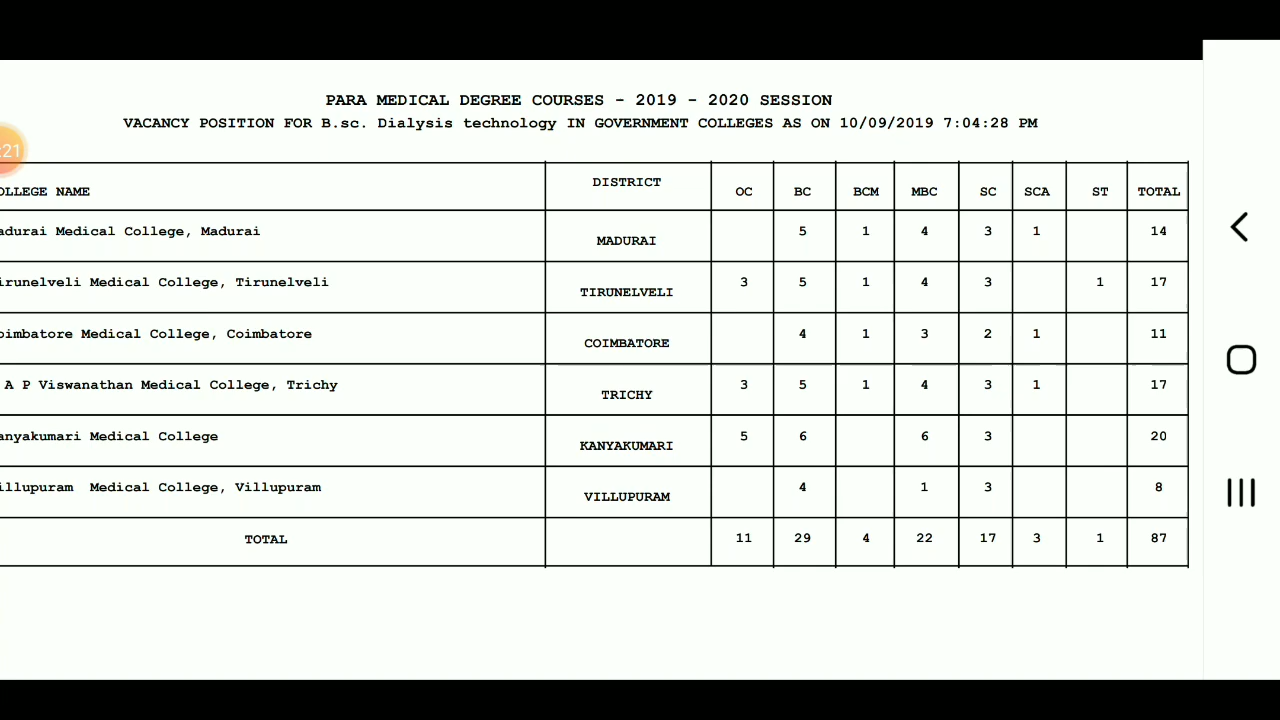 PARA MEDICAL DEGREE COURSES - 2019 - 2020 SESSION
VACANCY POSITION FOR B.sc. Dialysis technology IN GOVERNMENT COLLEGES AS ON 10/09/2019 7:04:28 PM
:21
OLLEGE NAME DISTRICT OC BC BCM MBC SC SCA ST TOTAL
adurai Medical College, Madurai MADURAI 5 1 4 3 1 14
irunelveli Medical College, Tirunelveli TIRUNELVELI 3 5 1 4 3 1 17
oimbatore Medical College, Coimbatore COIMBATORE 4 1 3 2 1 11
A P Viswanathan Medical College, Trichy TRICHY 3 5 1 4 3 1 17
anyakumari Medical College KANYAKUMARI 5 6 6 3 20
illupuram Medical College, Villupuram VILLUPURAM 4 1 3 8
TOTAL 11 29 4 22 17 3 1 87